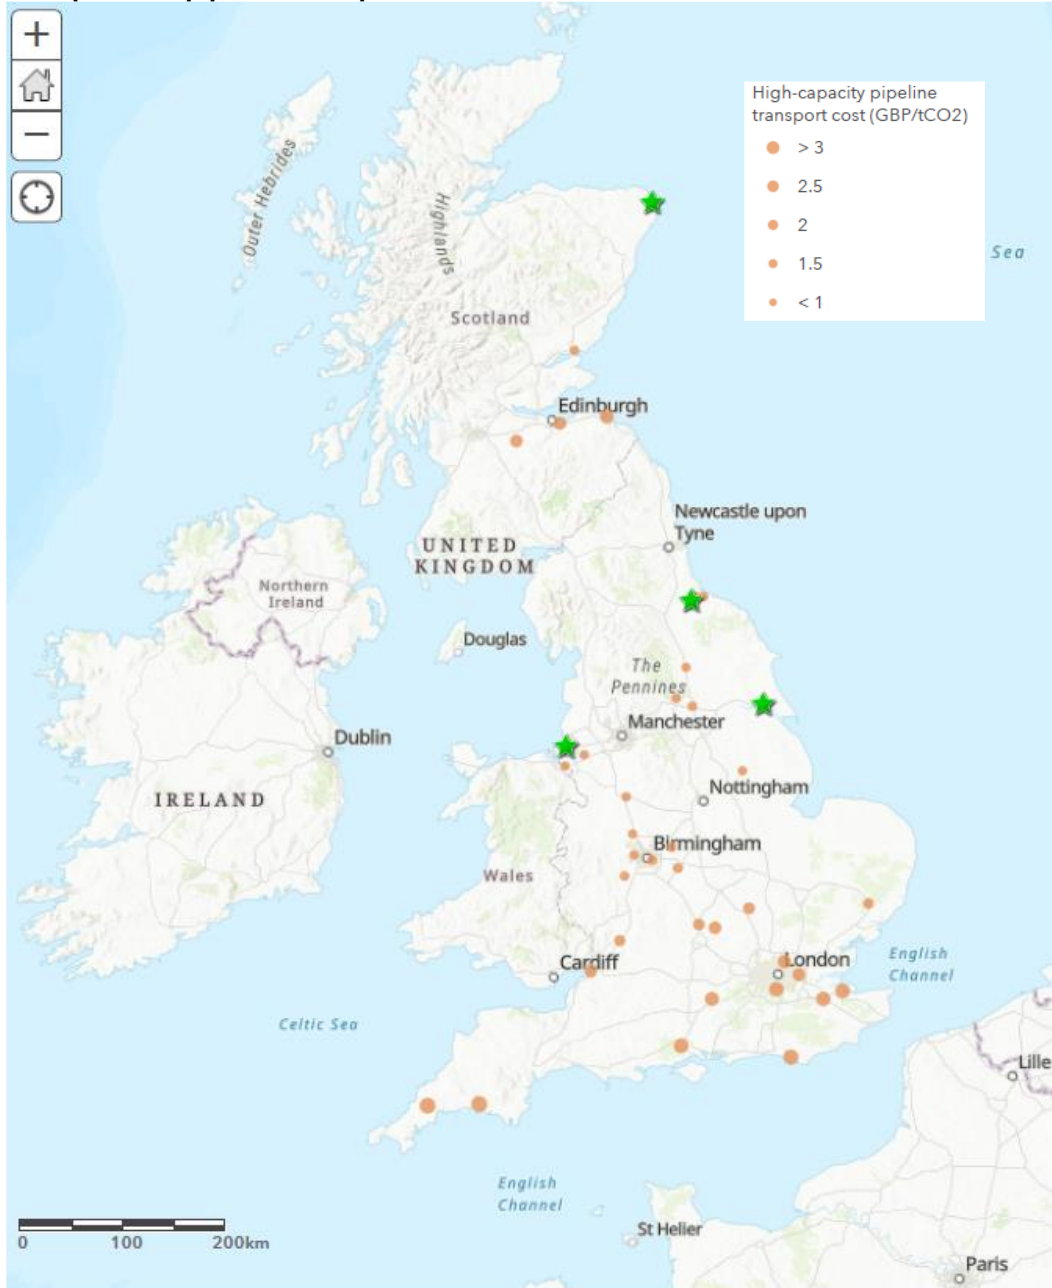 +
−
High-capacity pipeline
transport cost (GBP/tCO2)
> 3
2.5
2
1.5
< 1
Outer Hebrides
Highlands
Sea
Scotland
Edinburgh
Newcastle upon
Tyne
UNITED
KINGDOM
Northern
Ireland
Douglas
The
Pennines
Manchester
Dublin
Nottingham
IRELAND
Birmingham
Wales
English
Channel
London
Cardiff
Celtic Sea
Lille
English
Channel
St Helier
0 100 200km
Paris